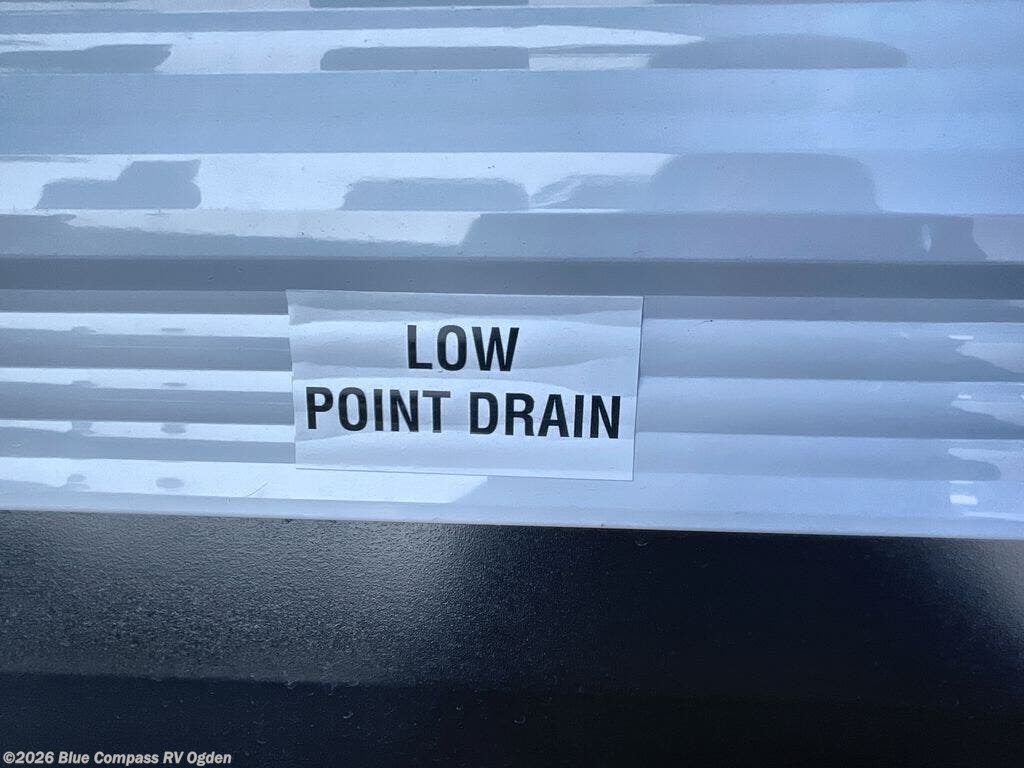 LOW
POINT DRAIN
©2026 Blue Compass RV Ogden